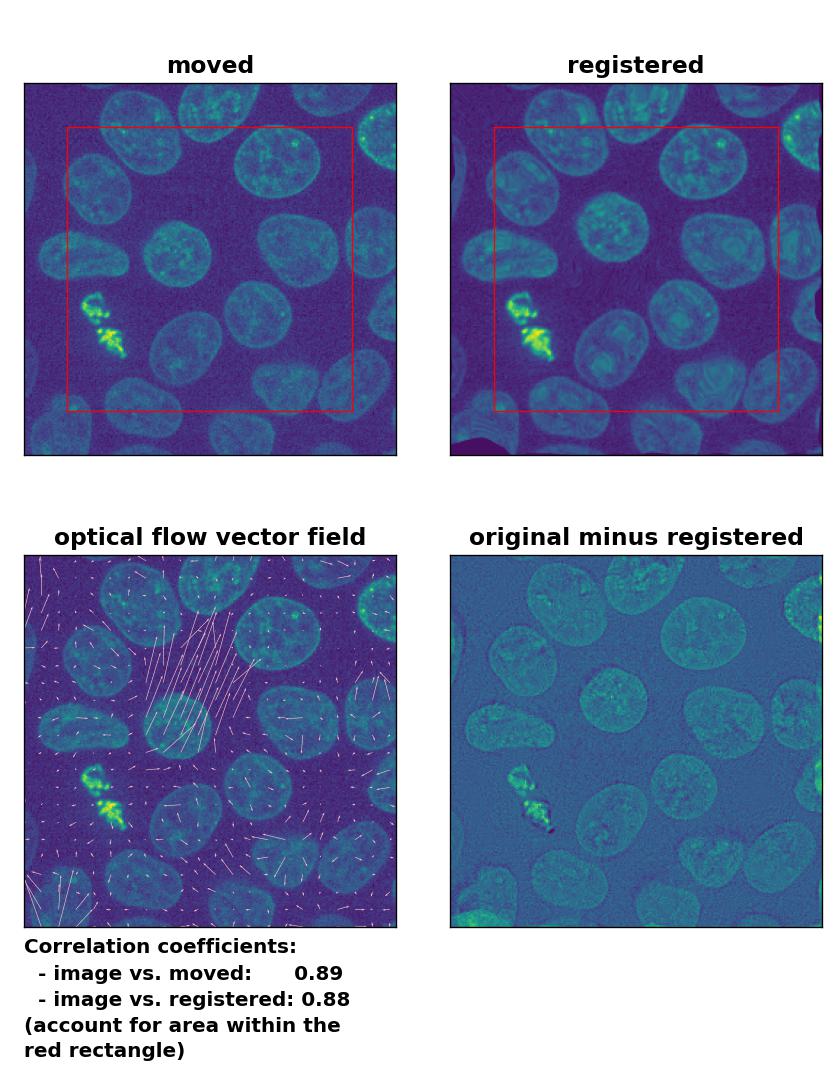 moved
registered
optical flow vector field
original minus registered
Correlation coefficients:
- image vs. moved: 0.89
- image vs. registered: 0.88
(account for area within the
red rectangle)